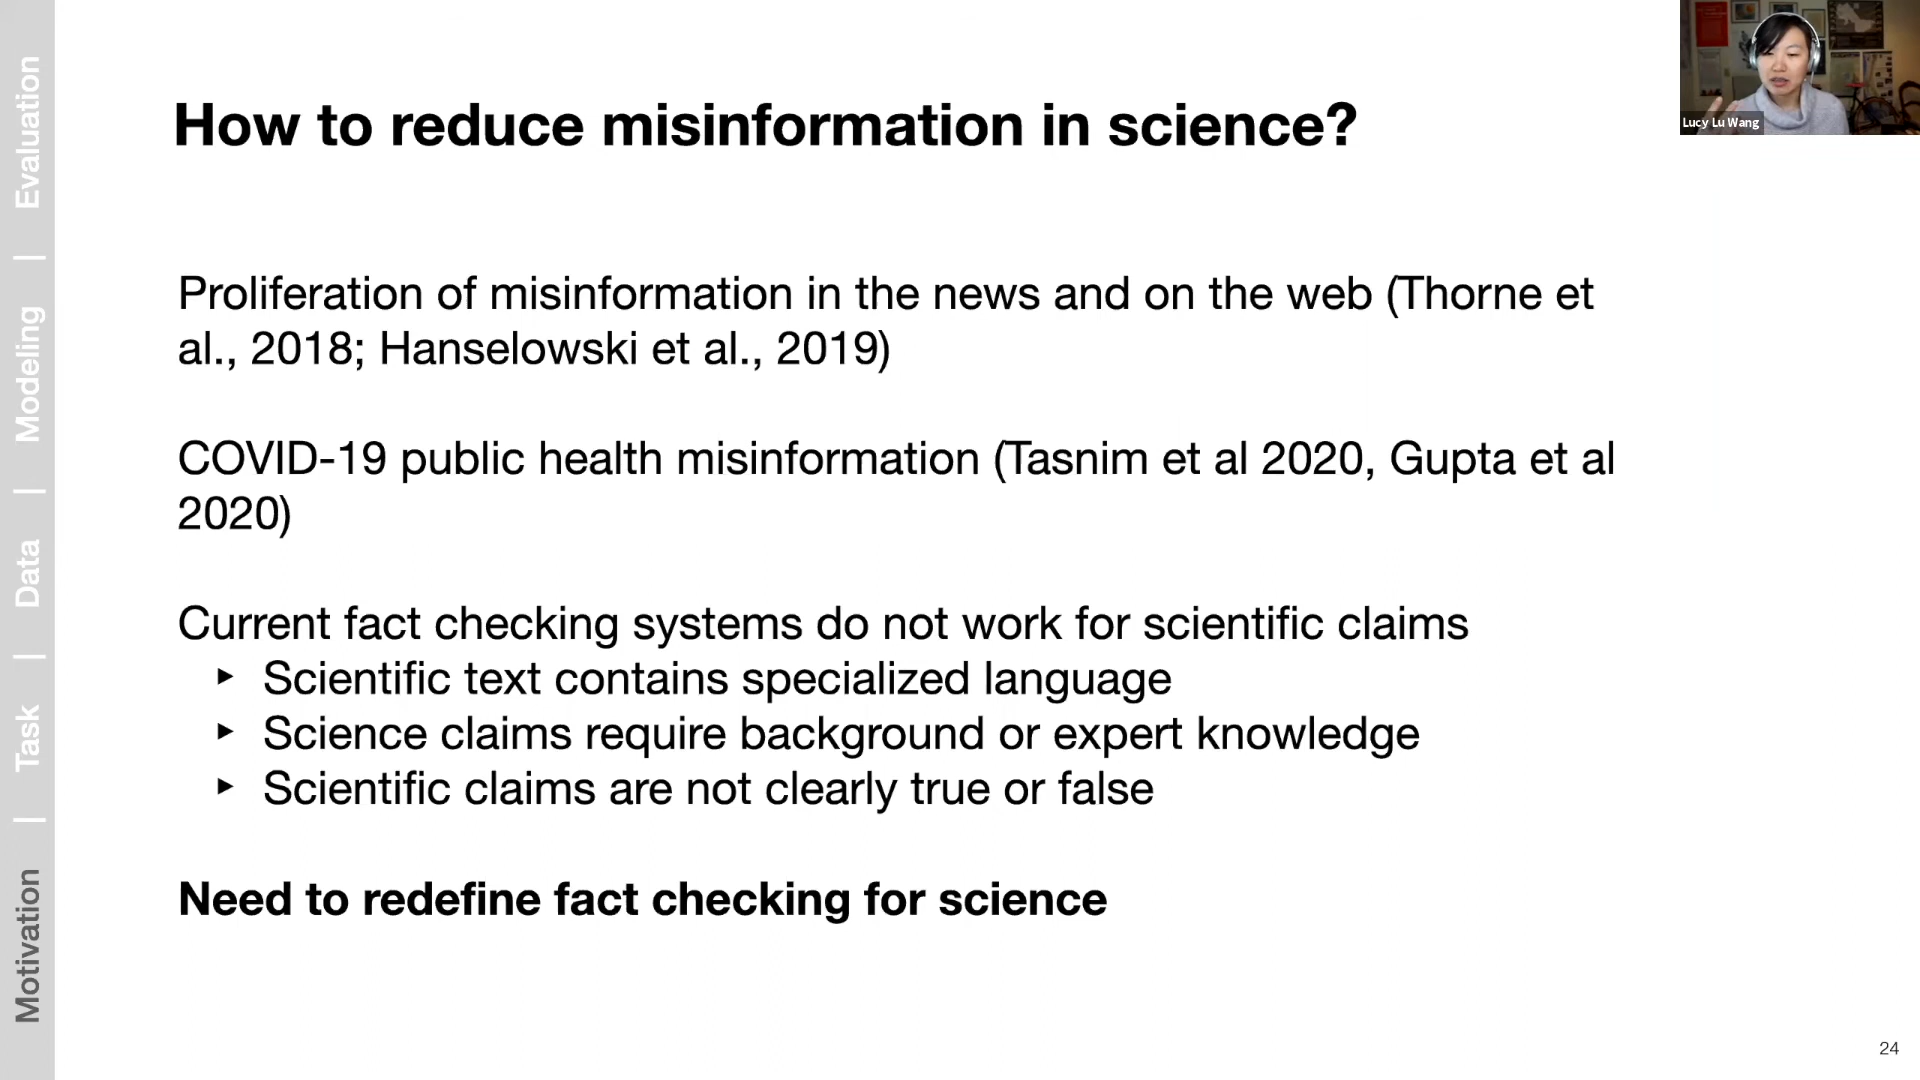 How to reduce misinformation in science?
Proliferation of misinformation in the news and on the web (Thorne et
al., 2018; Hanselowski et al., 2019)
COVID-19 public health misinformation (Tasnim et al 2020, Gupta et al
2020)
Current fact checking systems do not work for scientific claims
‣ Scientific text contains specialized language
‣ Science claims require background or expert knowledge
‣ Scientific claims are not clearly true or false
Need to redefine fact checking for science
Motivation | Task | Data | Modeling | Evaluation
Lucy Lu Wang
24